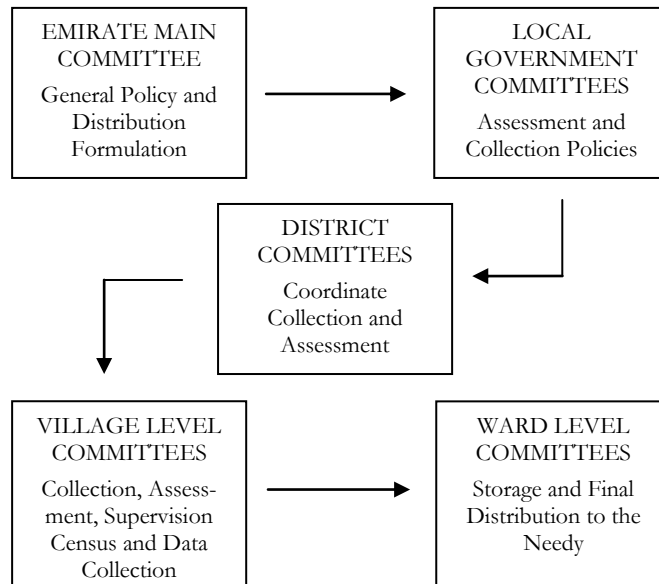 EMIRATE MAIN
COMMITTEE
General Policy and
Distribution
Formulation
LOCAL
GOVERNMENT
COMMITTEES
Assessment and
Collection Policies
DISTRICT
COMMITTEES
Coordinate
Collection and
Assessment
VILLAGE LEVEL
COMMITTEES
Collection, Assess-
ment, Supervision
Census and Data
Collection
WARD LEVEL
COMMITTEES
Storage and Final
Distribution to the
Needy